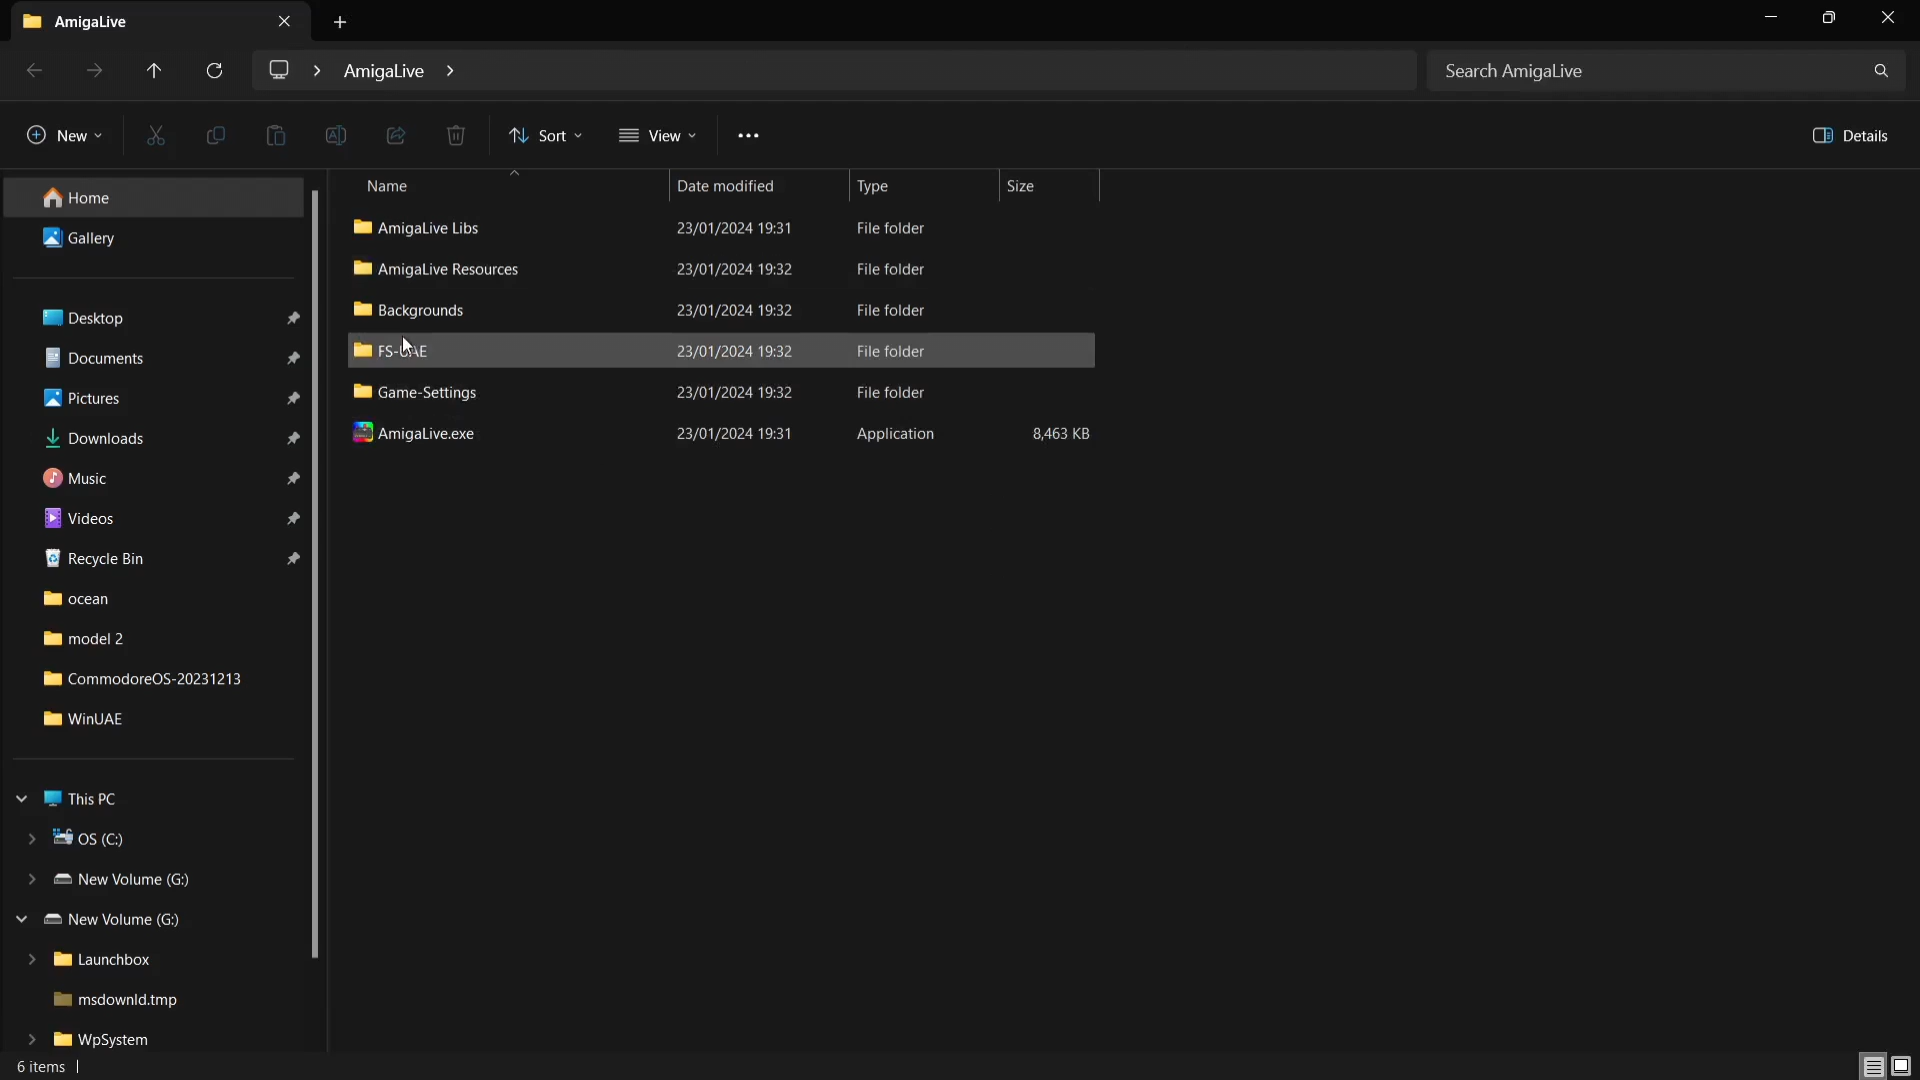 AmigaLive
AmigaLive
Search AmigaLive
New
Sort
View
Details
Name Date modified Type Size
Home
Gallery
Desktop
Documents
Pictures
Downloads
Music
Videos
Recycle Bin
ocean
model 2
CommodoreOS-20231213
WinUAE
This PC
OS (C:)
New Volume (G:)
New Volume (G:)
Launchbox
msdownld.tmp
WpSystem
AmigaLive Libs 23/01/2024 19:31 File folder
AmigaLive Resources 23/01/2024 19:32 File folder
Backgrounds 23/01/2024 19:32 File folder
FS-UAE 23/01/2024 19:32 File folder
Game-Settings 23/01/2024 19:32 File folder
AmigaLive.exe 23/01/2024 19:31 Application 8,463 KB
6 items